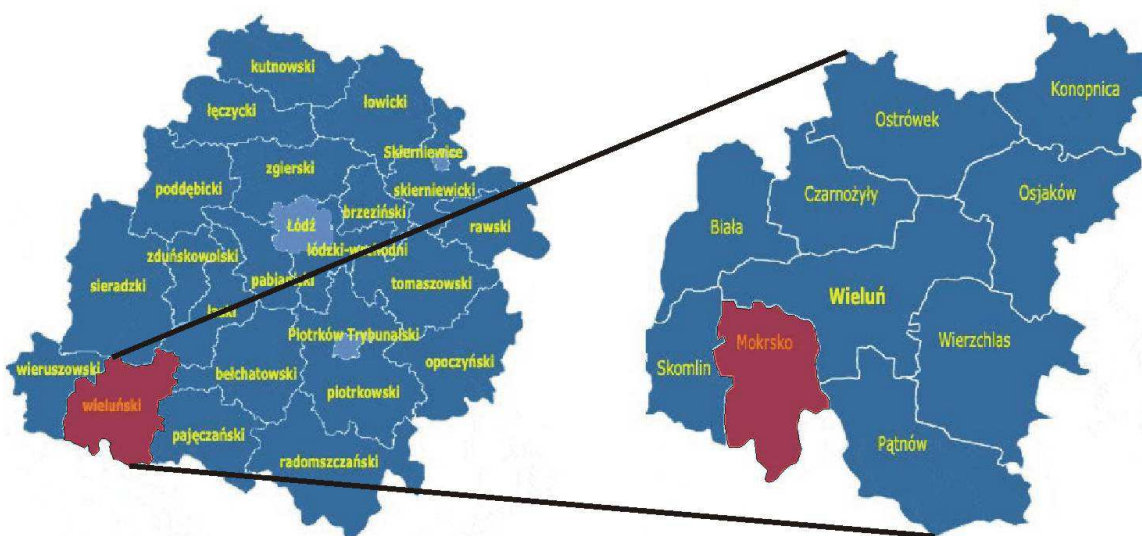 kutnowski
łęczycki
łowicki
Skierniewice
zgierski
skierniewicki
poddębicki
brzeziński
Łódź
rawski
łódzki-wschodni
zduńskowolski
pabianicki
sieradzki
tomaszowski
łaski
Piotrków Trybunalski
wieruszowski
opoczyński
bełchatowski
piotrkowski
wieluński
pajęczański
radomszczański
Konopnica
Ostrówek
Czarnożyły
Osjaków
Biała
Wieluń
Mokrsko
Wierzchlas
Skomlin
Pątnów